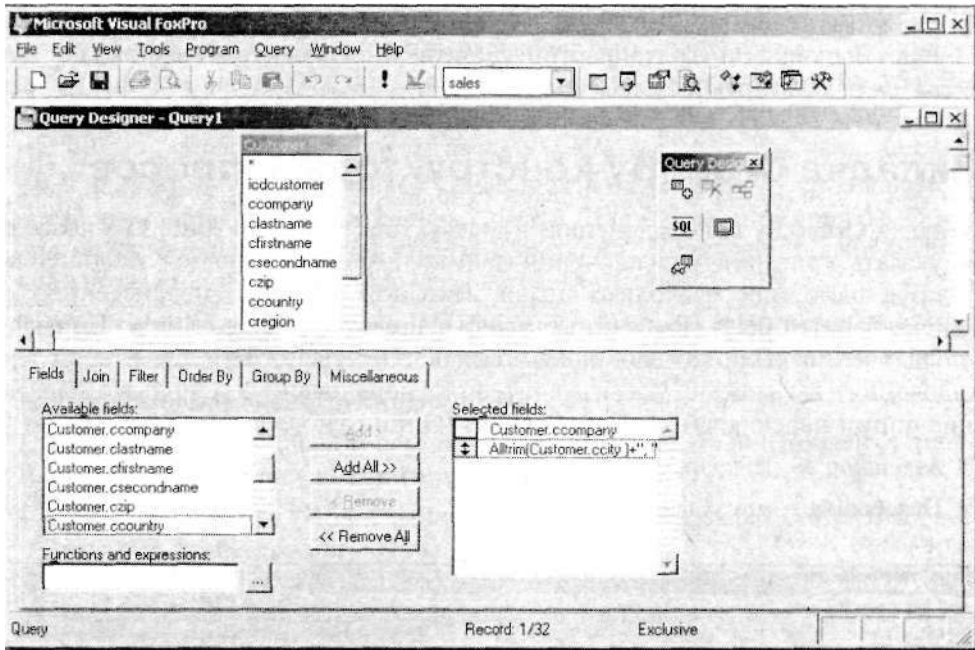 Microsoft Visual FoxPro
File Edit View Tools Program Query Window Help
sales
Query Designer - Query1
Customer
*
icdcustomer
ccompany
clastname
cfirstname
csecondname
czip
ccountry
cregion
Query Desig
SQL
Fields Join Filter Order By Group By Miscellaneous
Available fields:
Customer.ccompany
Customer.clastname
Customer.cfirstname
Customer.csecondname
Customer.czip
Customer.ccountry
Functions and expressions:
...
Add >
Add All >>
< Remove
<< Remove All
Selected fields:
Customer.ccompany
Alltrim(Customer.ccity )+", "
Query Record: 1/32 Exclusive